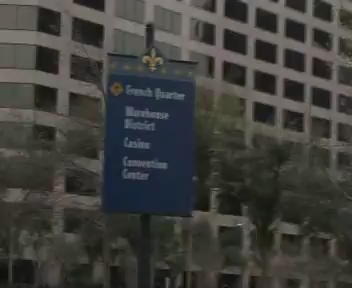 French Quarter
Warehouse
District
Casino
Convention
Center